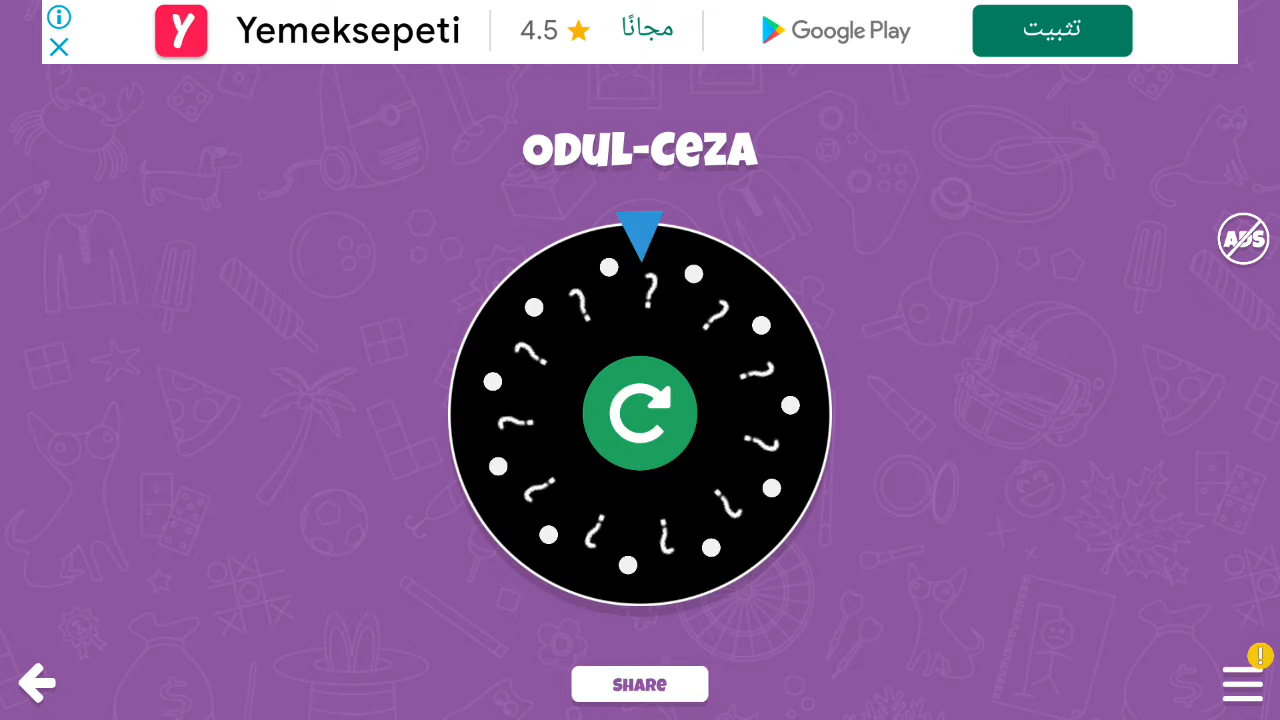 Yemeksepeti
4.5
مجانًا
Google Play
تثبيت
ODUL-CEZA
ADS
? ? ? ? ? ? ? ? ? ? ?
SHARE
!